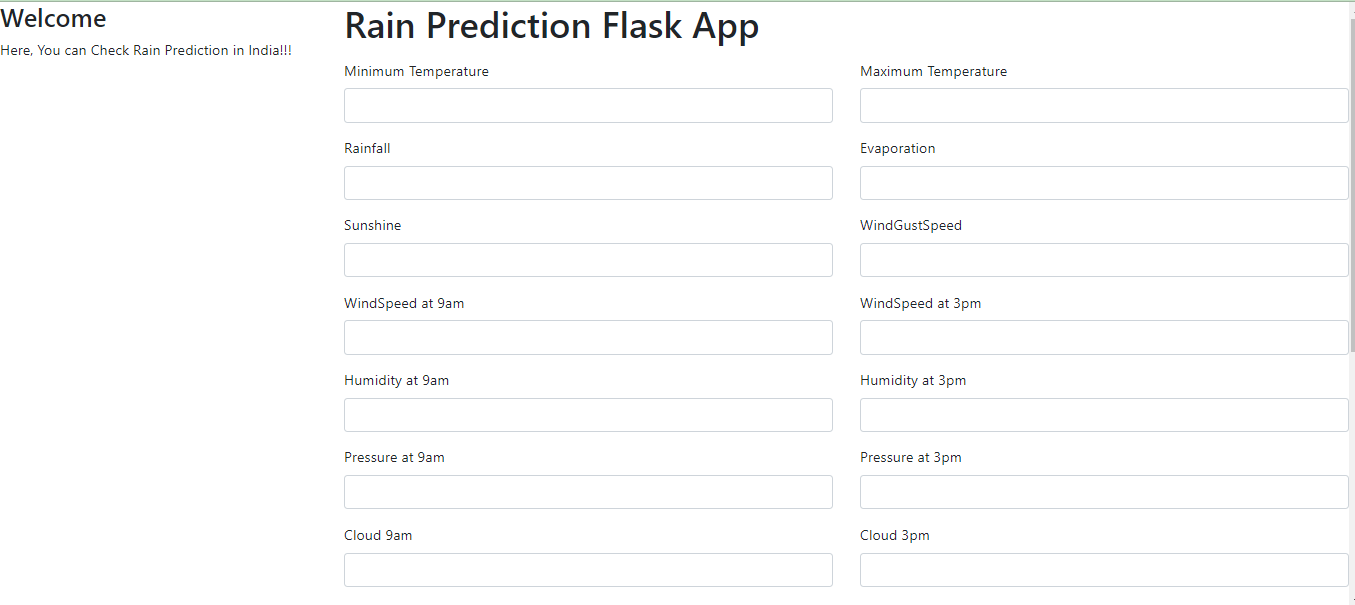 Welcome
Here, You can Check Rain Prediction in India!!!
Rain Prediction Flask App
Minimum Temperature
Maximum Temperature
Rainfall
Evaporation
Sunshine
WindGustSpeed
WindSpeed at 9am
WindSpeed at 3pm
Humidity at 9am
Humidity at 3pm
Pressure at 9am
Pressure at 3pm
Cloud 9am
Cloud 3pm